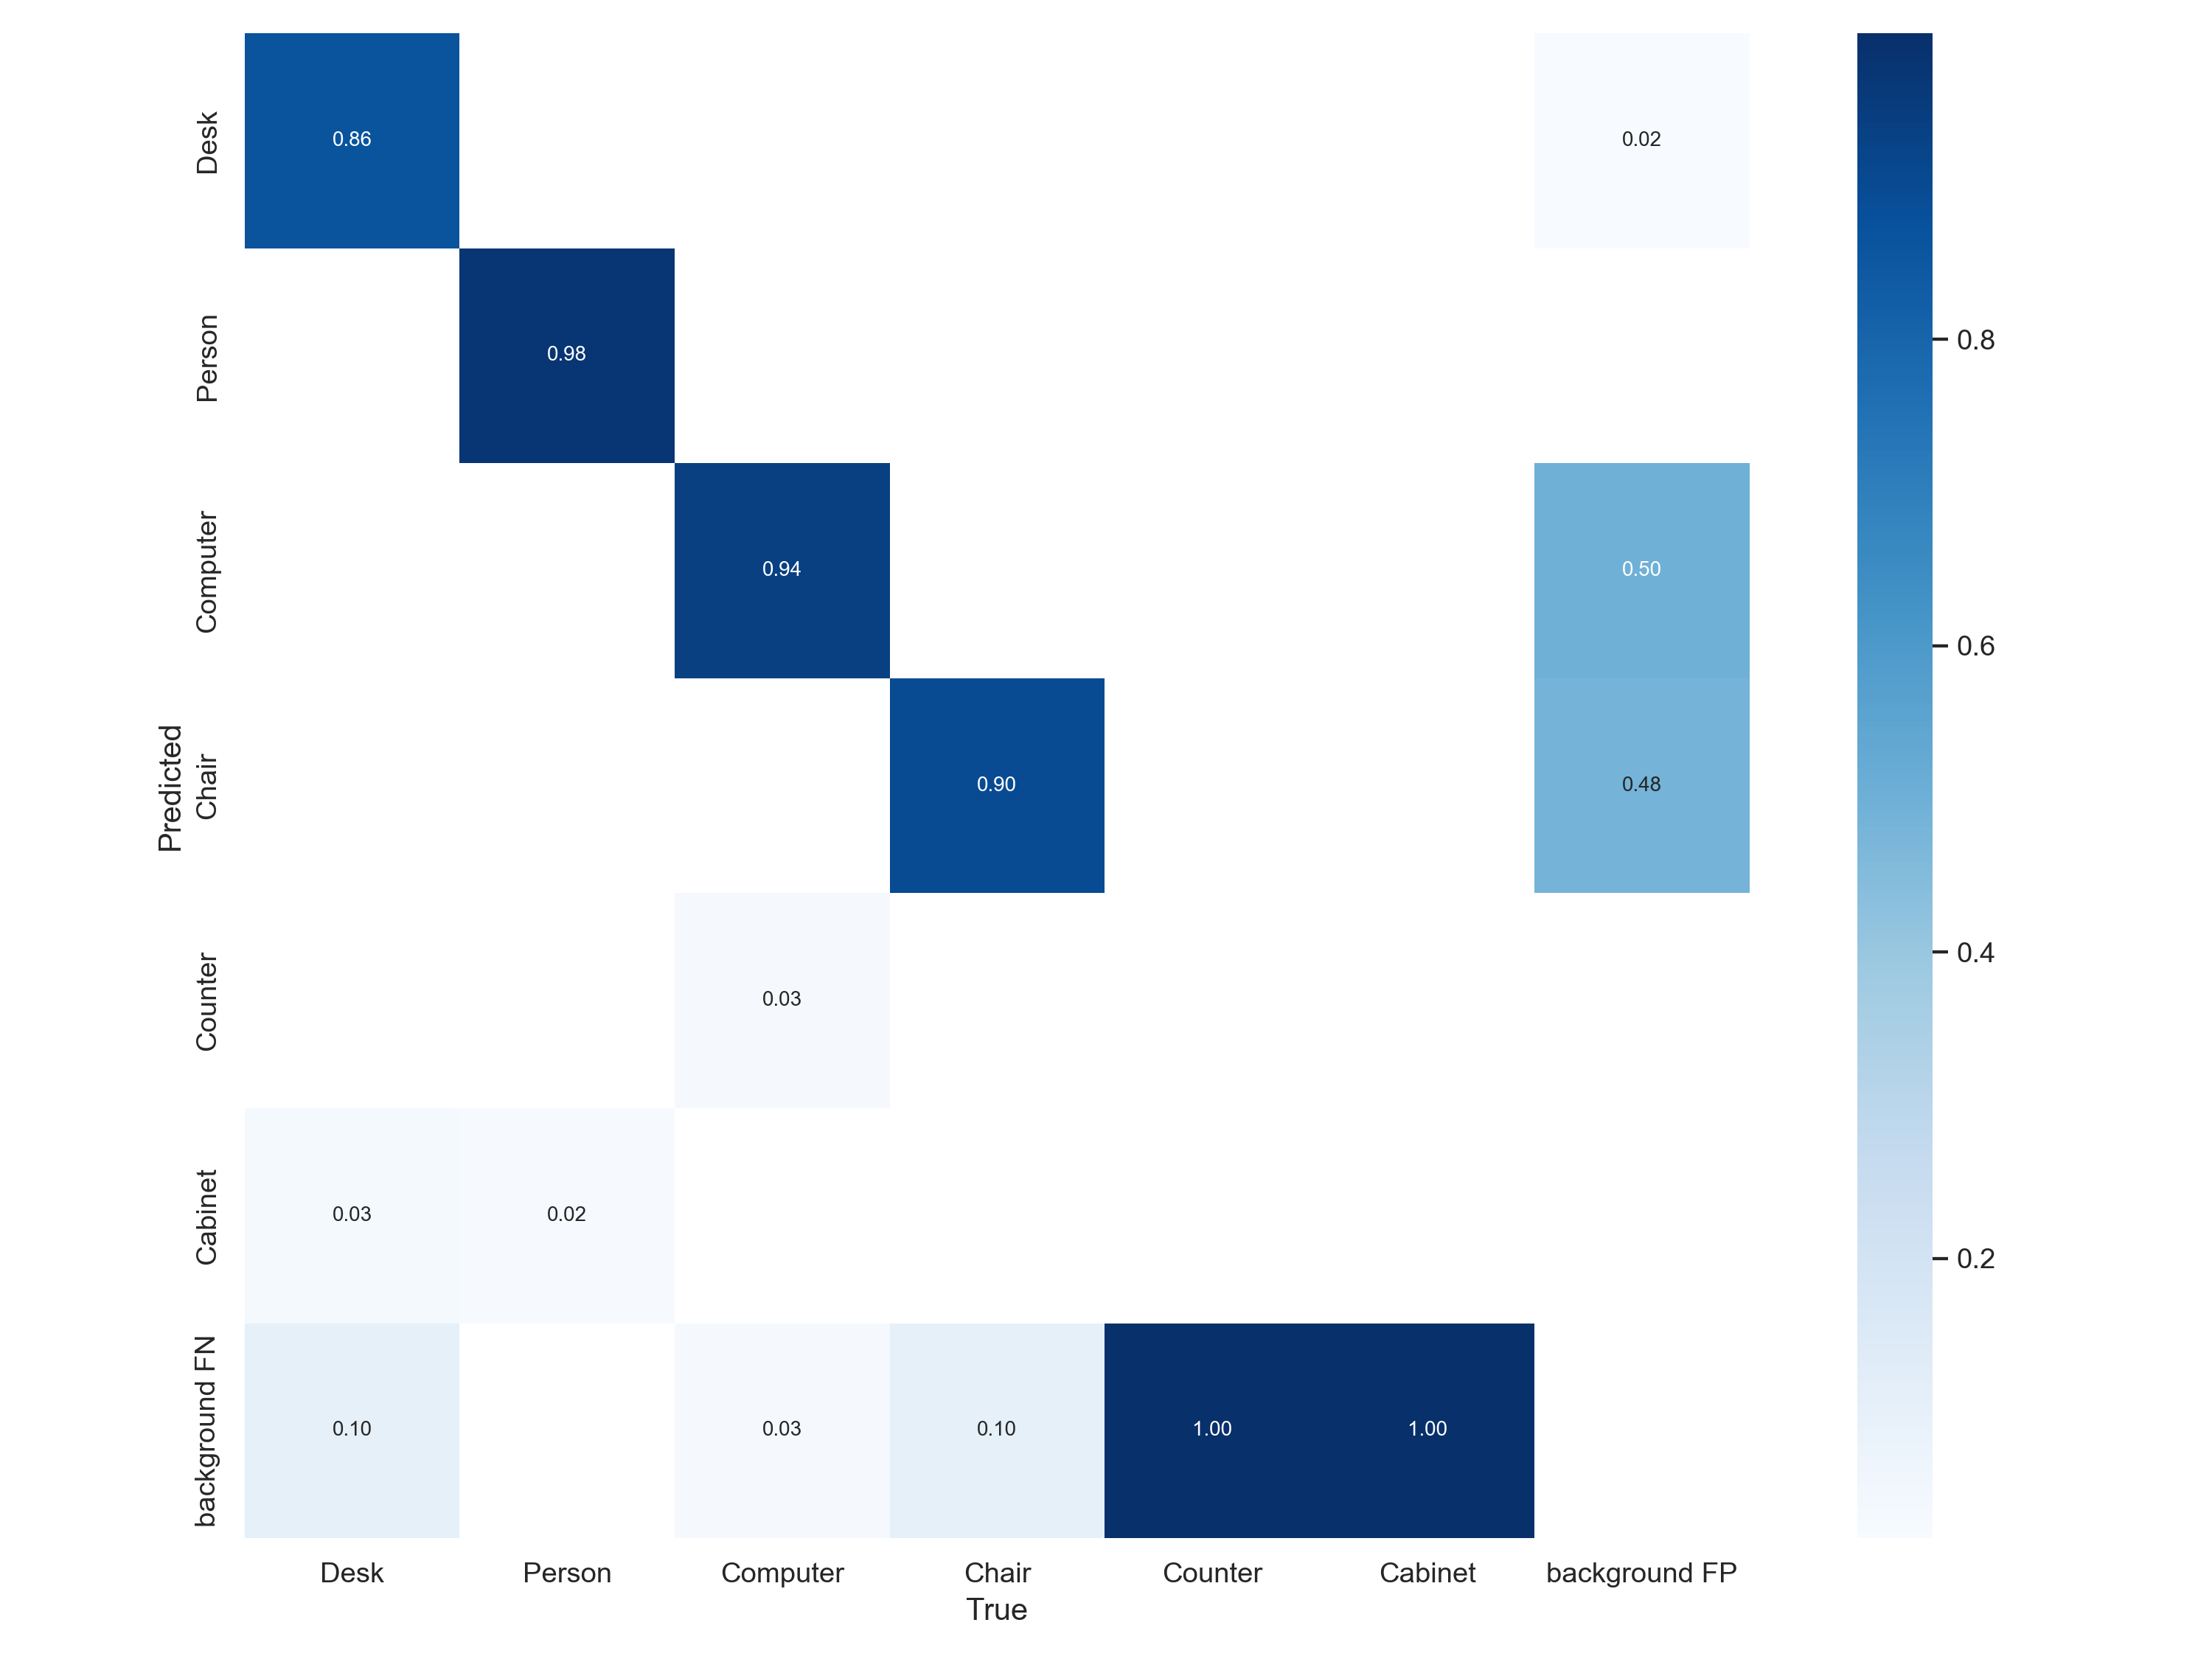 Predicted
Desk
0.86
0.02
Person
0.98
Computer
0.94
0.50
Chair
0.90
0.48
Counter
0.03
Cabinet
0.03
0.02
background FN
0.10
0.03
0.10
1.00
1.00
Desk
Person
Computer
Chair
Counter
Cabinet
background FP
True
0.8
0.6
0.4
0.2